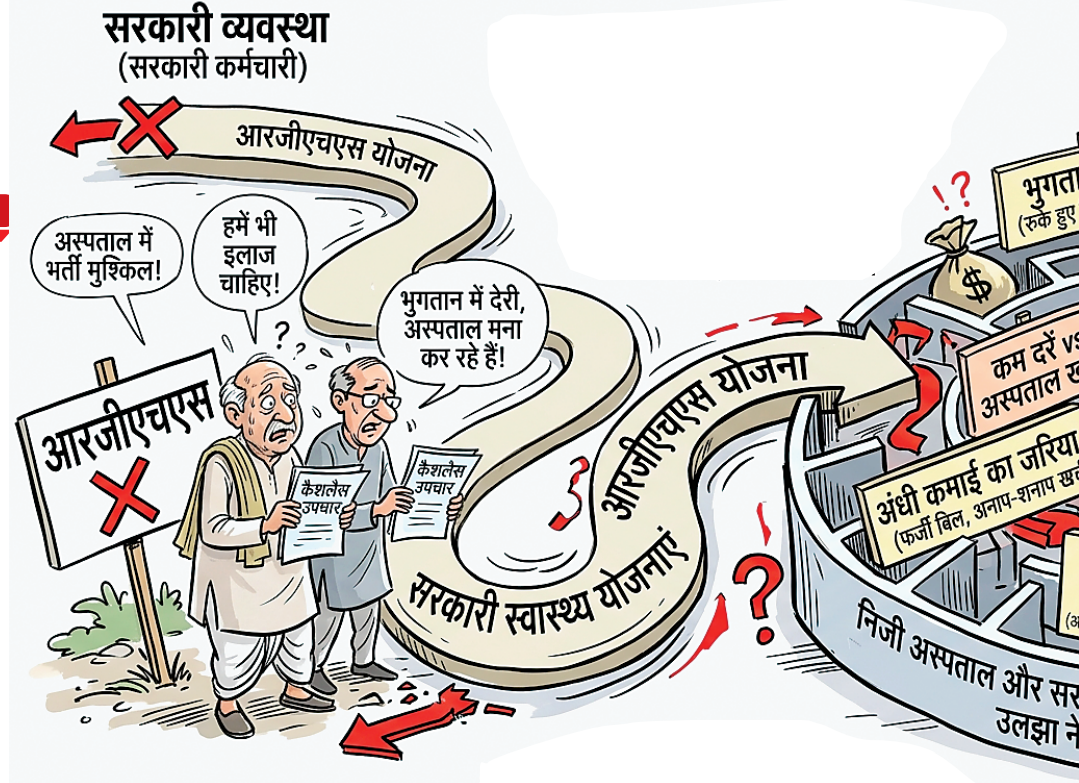 सरकारी व्यवस्था
(सरकारी कर्मचारी)
आरजीएचएस योजना
अस्पताल में
भर्ती मुश्किल!
हमें भी
इलाज
चाहिए!
भुगतान में देरी,
अस्पताल मना
कर रहे हैं!
आरजीएचएस
कैशलैस
उपचार
कैशलैस
उपचार
सरकारी स्वास्थ्य योजनाएं
आरजीएचएस योजना
!?
$
(रुके हुए
कम दरें vs
अस्पताल
अंधी कमाई का जरिया
(फर्जी बिल, अनाप-शनाप
निजी अस्पताल और
उलझा